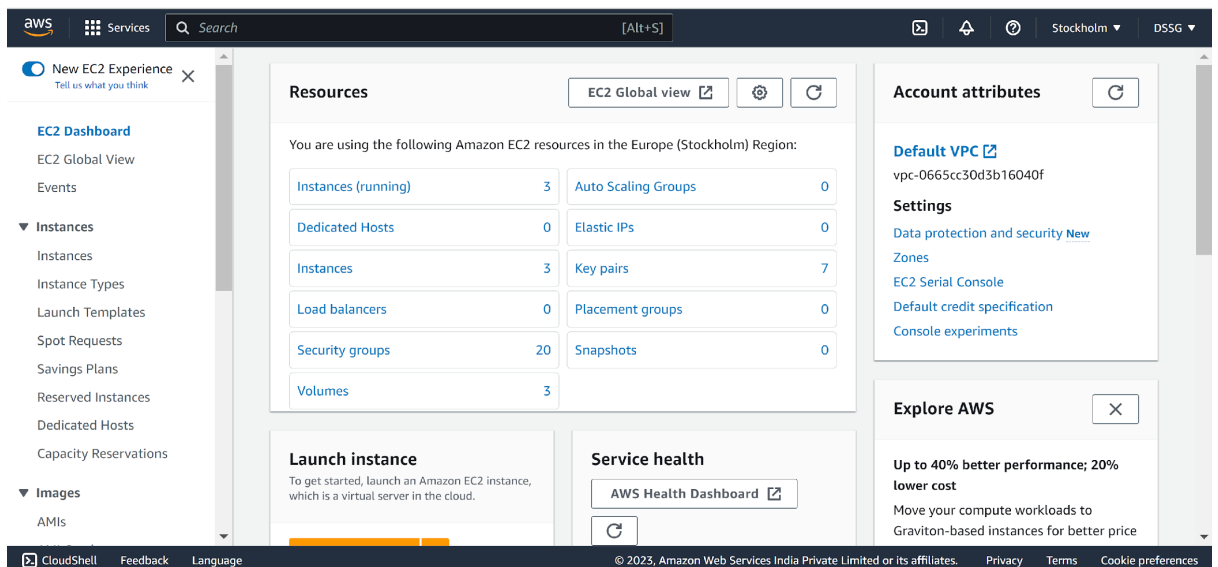 aws
Services
Search
[Alt+S]
Stockholm ▼
DSSG ▼
New EC2 Experience
Tell us what you think
EC2 Dashboard
EC2 Global View
Events
▼ Instances
Instances
Instance Types
Launch Templates
Spot Requests
Savings Plans
Reserved Instances
Dedicated Hosts
Capacity Reservations
▼ Images
AMIs
Resources
EC2 Global view
You are using the following Amazon EC2 resources in the Europe (Stockholm) Region:
Instances (running) 3
Auto Scaling Groups 0
Dedicated Hosts 0
Elastic IPs 0
Instances 3
Key pairs 7
Load balancers 0
Placement groups 0
Security groups 20
Snapshots 0
Volumes 3
Launch instance
To get started, launch an Amazon EC2 instance,
which is a virtual server in the cloud.
Service health
AWS Health Dashboard
Account attributes
Default VPC
vpc-0665cc30d3b16040f
Settings
Data protection and security New
Zones
EC2 Serial Console
Default credit specification
Console experiments
Explore AWS
Up to 40% better performance; 20%
lower cost
Move your compute workloads to
Graviton-based instances for better price
CloudShell
Feedback
Language
© 2023, Amazon Web Services India Private Limited or its affiliates.
Privacy
Terms
Cookie preferences